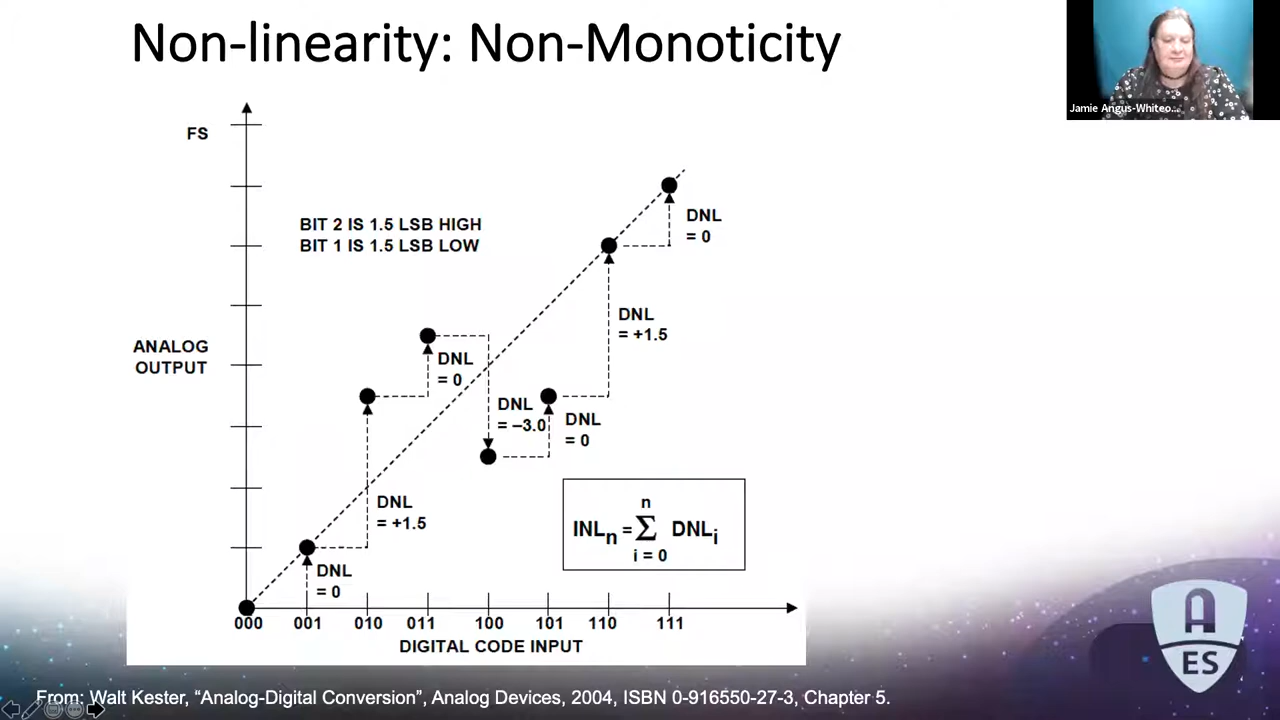 Non-linearity: Non-Monoticity
Jamie Angus-Whiteo...
FS
BIT 2 IS 1.5 LSB HIGH
BIT 1 IS 1.5 LSB LOW
DNL
= 0
DNL
= +1.5
ANALOG
OUTPUT
DNL
= 0
DNL
= –3.0
DNL
= 0
DNL
= +1.5
INLn = n Σ i = 0 DNLi
DNL
= 0
000 001 010 011 100 101 110 111
DIGITAL CODE INPUT
A
ES
From: Walt Kester, “Analog-Digital Conversion”, Analog Devices, 2004, ISBN 0-916550-27-3, Chapter 5.